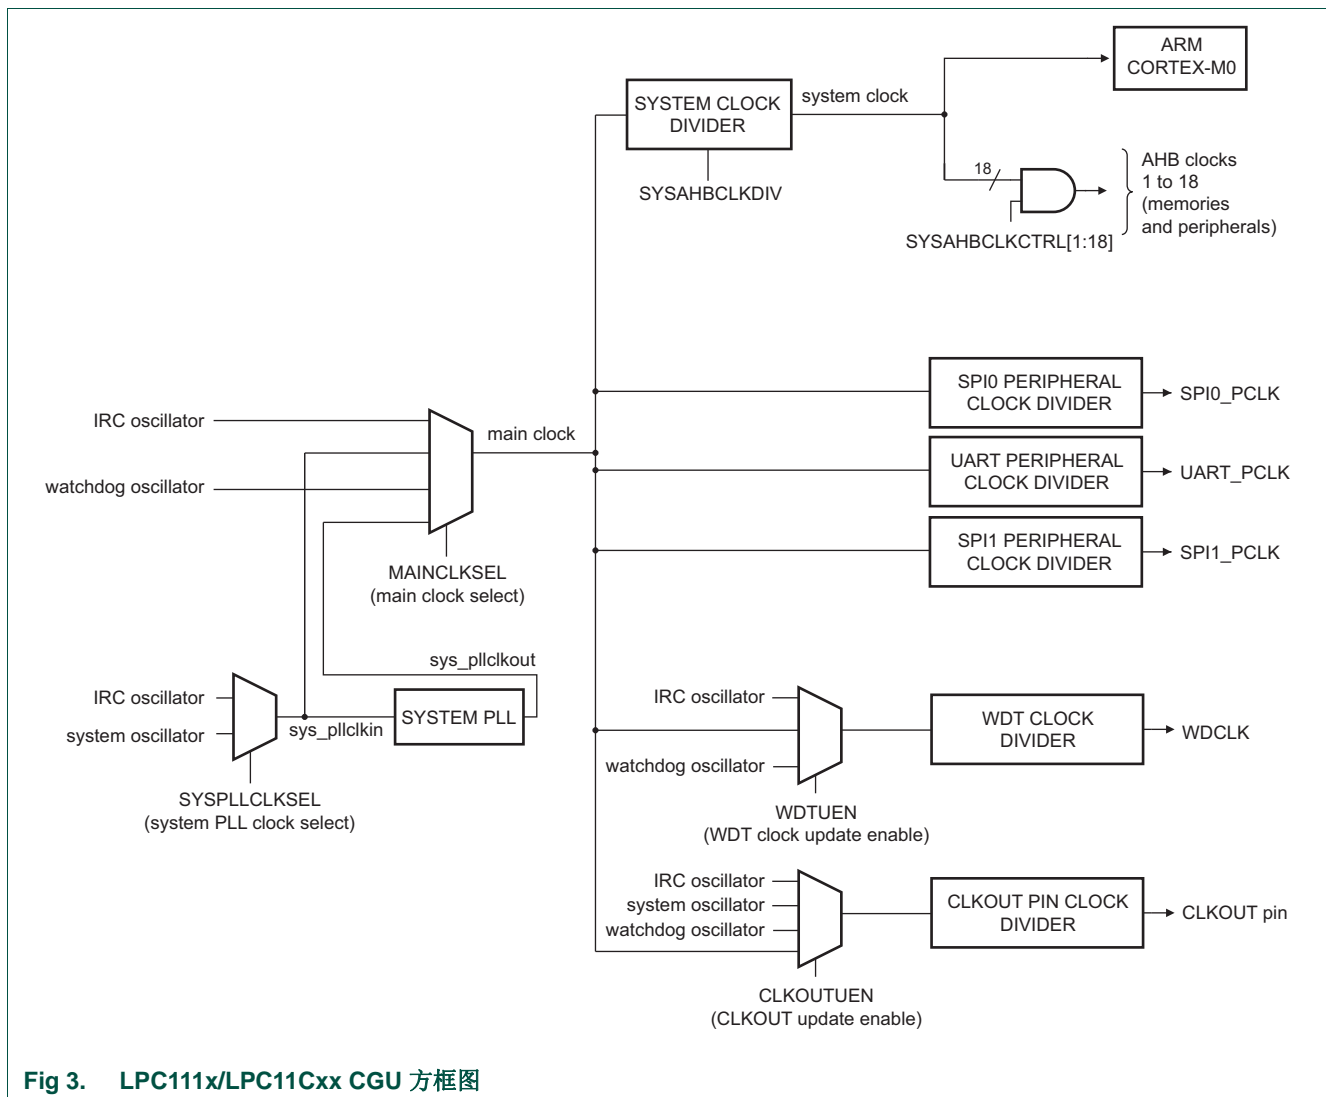 ARM
CORTEX-M0
SYSTEM CLOCK
DIVIDER
system clock
SYSAHBCLKDIV
18
AHB clocks
1 to 18
(memories
and peripherals)
SYSAHBCLKCTRL[1:18]
SPI0 PERIPHERAL
CLOCK DIVIDER
SPI0_PCLK
IRC oscillator
main clock
UART PERIPHERAL
CLOCK DIVIDER
UART_PCLK
watchdog oscillator
SPI1 PERIPHERAL
CLOCK DIVIDER
SPI1_PCLK
MAINCLKSEL
(main clock select)
sys_pllclkout
IRC oscillator
system oscillator
sys_pllclkin
SYSTEM PLL
SYSPLLCLKSEL
(system PLL clock select)
IRC oscillator
watchdog oscillator
WDT CLOCK
DIVIDER
WDCLK
WDTUEN
(WDT clock update enable)
IRC oscillator
system oscillator
watchdog oscillator
CLKOUT PIN CLOCK
DIVIDER
CLKOUT pin
CLKOUTUEN
(CLKOUT update enable)
Fig 3. LPC111x/LPC11Cxx CGU 方框图